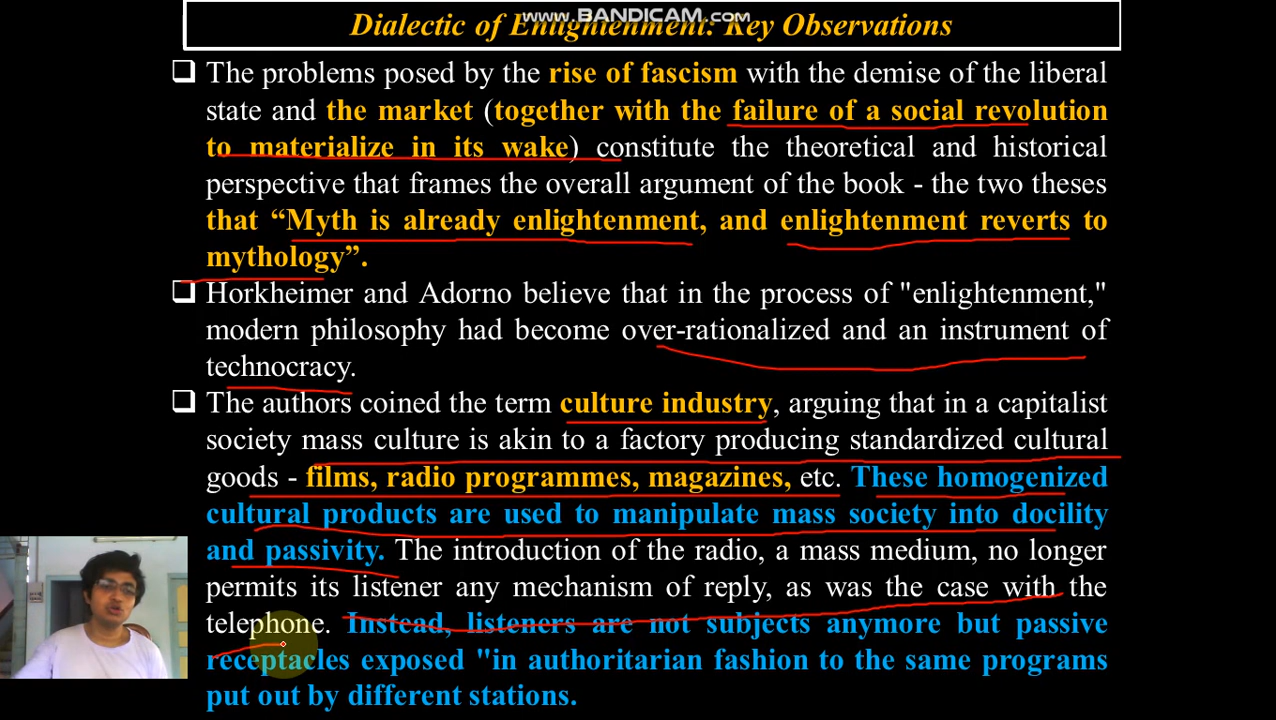 www.BANDICAM.com
Dialectic of Enlightenment: Key Observations
❑ The problems posed by the rise of fascism with the demise of the liberal
state and the market (together with the failure of a social revolution
to materialize in its wake) constitute the theoretical and historical
perspective that frames the overall argument of the book - the two theses
that “Myth is already enlightenment, and enlightenment reverts to
mythology”.
❑ Horkheimer and Adorno believe that in the process of "enlightenment,"
modern philosophy had become over-rationalized and an instrument of
technocracy.
❑ The authors coined the term culture industry, arguing that in a capitalist
society mass culture is akin to a factory producing standardized cultural
goods - films, radio programmes, magazines, etc. These homogenized
cultural products are used to manipulate mass society into docility
and passivity. The introduction of the radio, a mass medium, no longer
permits its listener any mechanism of reply, as was the case with the
telephone. Instead, listeners are not subjects anymore but passive
receptacles exposed "in authoritarian fashion to the same programs
put out by different stations.